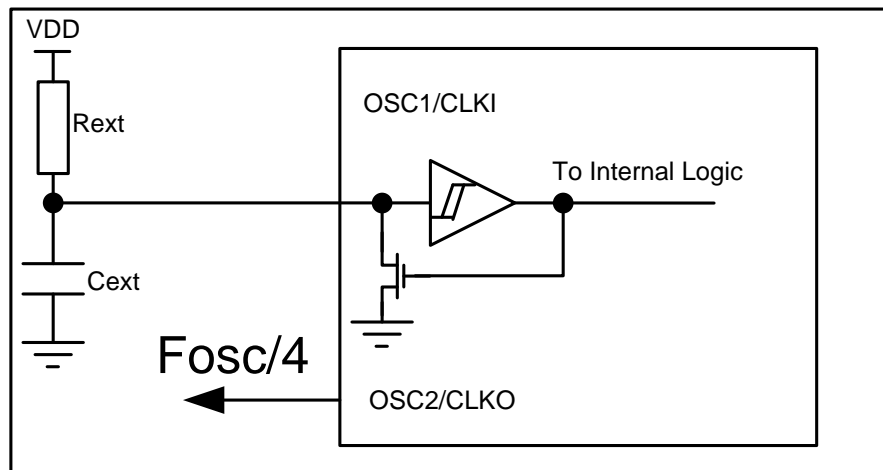 VDD
Rext
OSC1/CLKI
To Internal Logic
Cext
Fosc/4
OSC2/CLKO